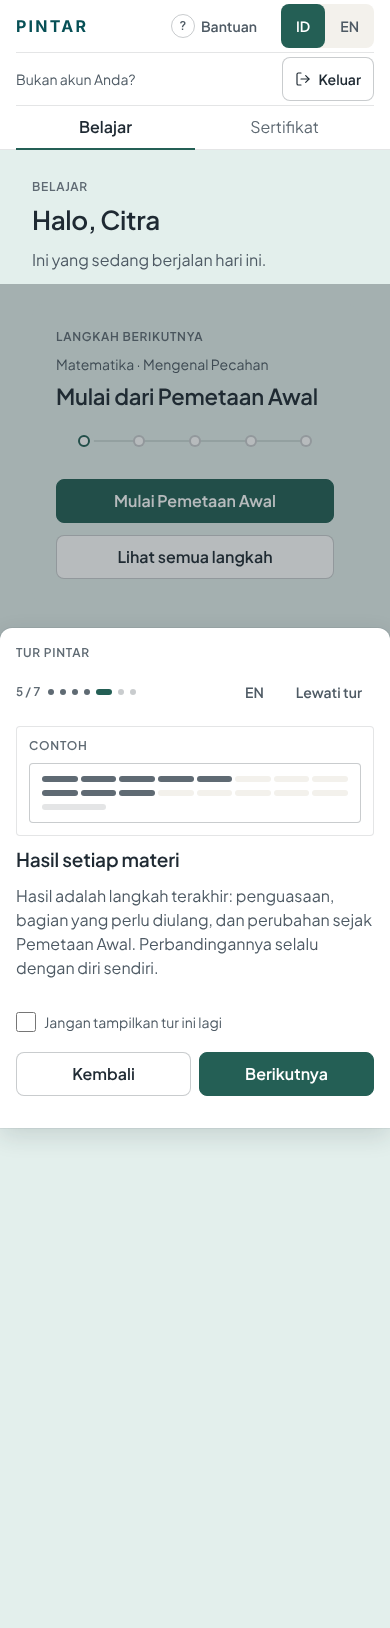 PINTAR
? Bantuan
ID EN
Bukan akun Anda?
Keluar
Belajar
Sertifikat
BELAJAR
Halo, Citra
Ini yang sedang berjalan hari ini.
LANGKAH BERIKUTNYA
Matematika · Mengenal Pecahan
Mulai dari Pemetaan Awal
Mulai Pemetaan Awal
Lihat semua langkah
TUR PINTAR
5 / 7
EN
Lewati tur
CONTOH
Hasil setiap materi
Hasil adalah langkah terakhir: penguasaan,
bagian yang perlu diulang, dan perubahan sejak
Pemetaan Awal. Perbandingannya selalu
dengan diri sendiri.
Jangan tampilkan tur ini lagi
Kembali
Berikutnya